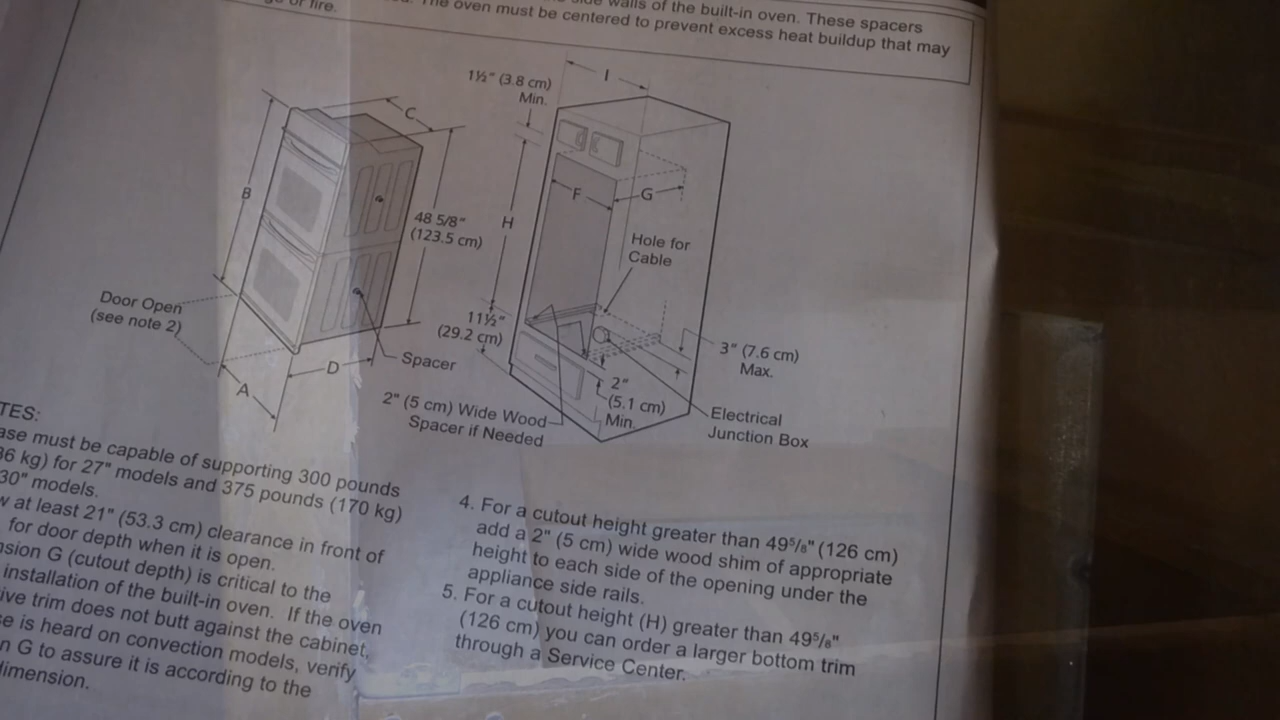 side walls of the built-in oven. These spacers
or fire. The oven must be centered to prevent excess heat buildup that may
1½" (3.8 cm)
Min.
I
C
B
48 5/8"
(123.5 cm)
H
F
G
Hole for
Cable
Door Open
(see note 2)
11½"
(29.2 cm)
3" (7.6 cm)
Max.
D
Spacer
A
2"
(5.1 cm)
Min.
2" (5 cm) Wide Wood
Spacer if Needed
Electrical
Junction Box
TES:
ase must be capable of supporting 300 pounds
36 kg) for 27" models and 375 pounds (170 kg)
30" models.
w at least 21" (53.3 cm) clearance in front of
for door depth when it is open.
nsion G (cutout depth) is critical to the
installation of the built-in oven. If the oven
ive trim does not butt against the cabinet,
se is heard on convection models, verify
n G to assure it is according to the
dimension.
4. For a cutout height greater than 49⁵/₈" (126 cm)
add a 2" (5 cm) wide wood shim of appropriate
height to each side of the opening under the
appliance side rails.
5. For a cutout height (H) greater than 49⁵/₈"
(126 cm) you can order a larger bottom trim
through a Service Center.